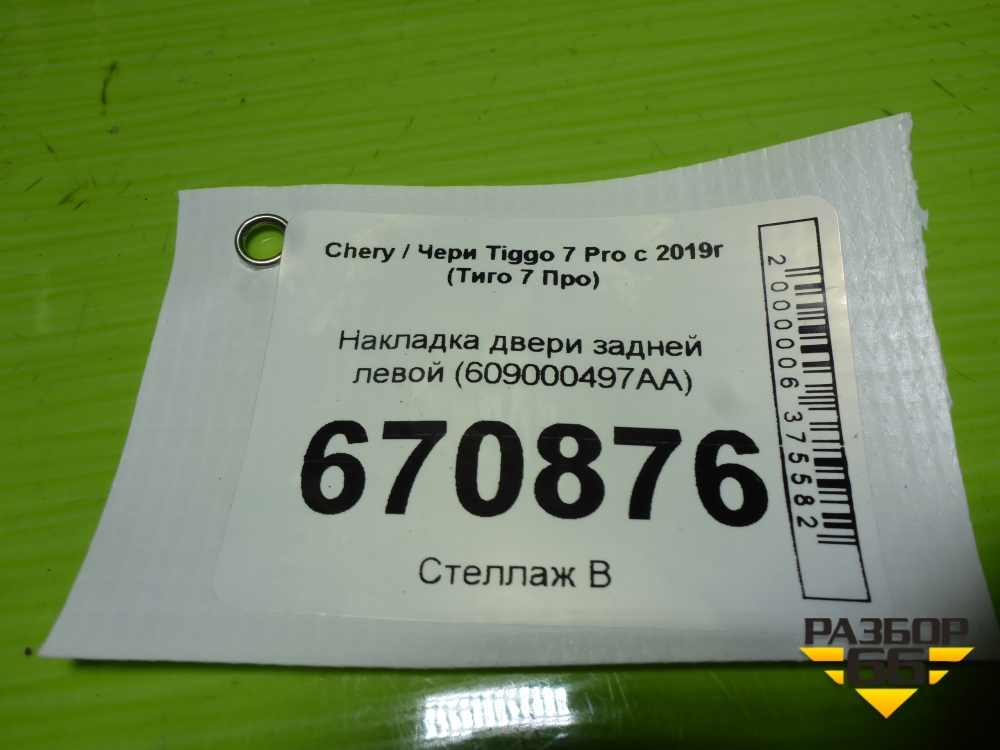 Chery / Чери Tiggo 7 Pro с 2019г
(Тиго 7 Про)
Накладка двери задней
левой (609000497AA)
670876
Стеллаж В
2000006375582
РАЗБОР
66